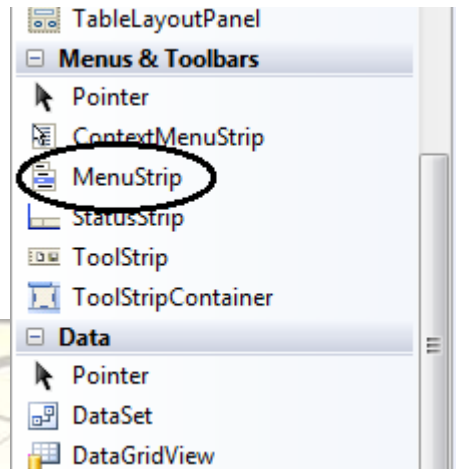 TableLayoutPanel
Menus & Toolbars
Pointer
ContextMenuStrip
MenuStrip
StatusStrip
ToolStrip
ToolStripContainer
Data
Pointer
DataSet
DataGridView